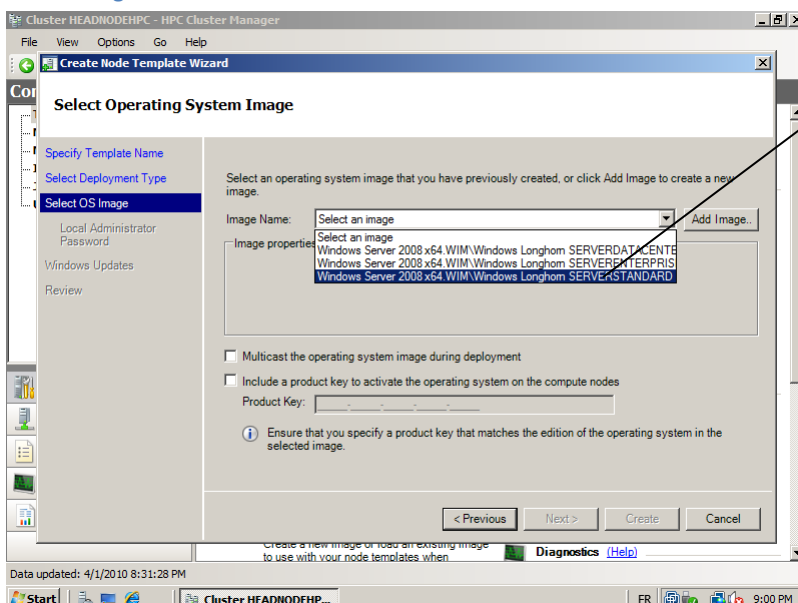 Cluster HEADNODEHPC - HPC Cluster Manager
File View Options Go Help
Create Node Template Wizard
Select Operating System Image
Specify Template Name
Select Deployment Type
Select OS Image
Local Administrator
Password
Windows Updates
Review
Select an operating system image that you have previously created, or click Add Image to create a new
image.
Image Name: Select an image Add Image..
Image properties
Select an image
Windows Server 2008 x64.WIM\Windows Longhorn SERVERDATACENTE
Windows Server 2008 x64.WIM\Windows Longhorn SERVERENTERPRIS
Windows Server 2008 x64.WIM\Windows Longhorn SERVERSTANDARD
Multicast the operating system image during deployment
Include a product key to activate the operating system on the compute nodes
Product Key:
Ensure that you specify a product key that matches the edition of the operating system in the
selected image.
< Previous Next > Create Cancel
Create a new image or load an existing image
to use with your node templates when
Diagnostics (Help)
Data updated: 4/1/2010 8:31:28 PM
Start Cluster HEADNODEHP... FR 9:00 PM